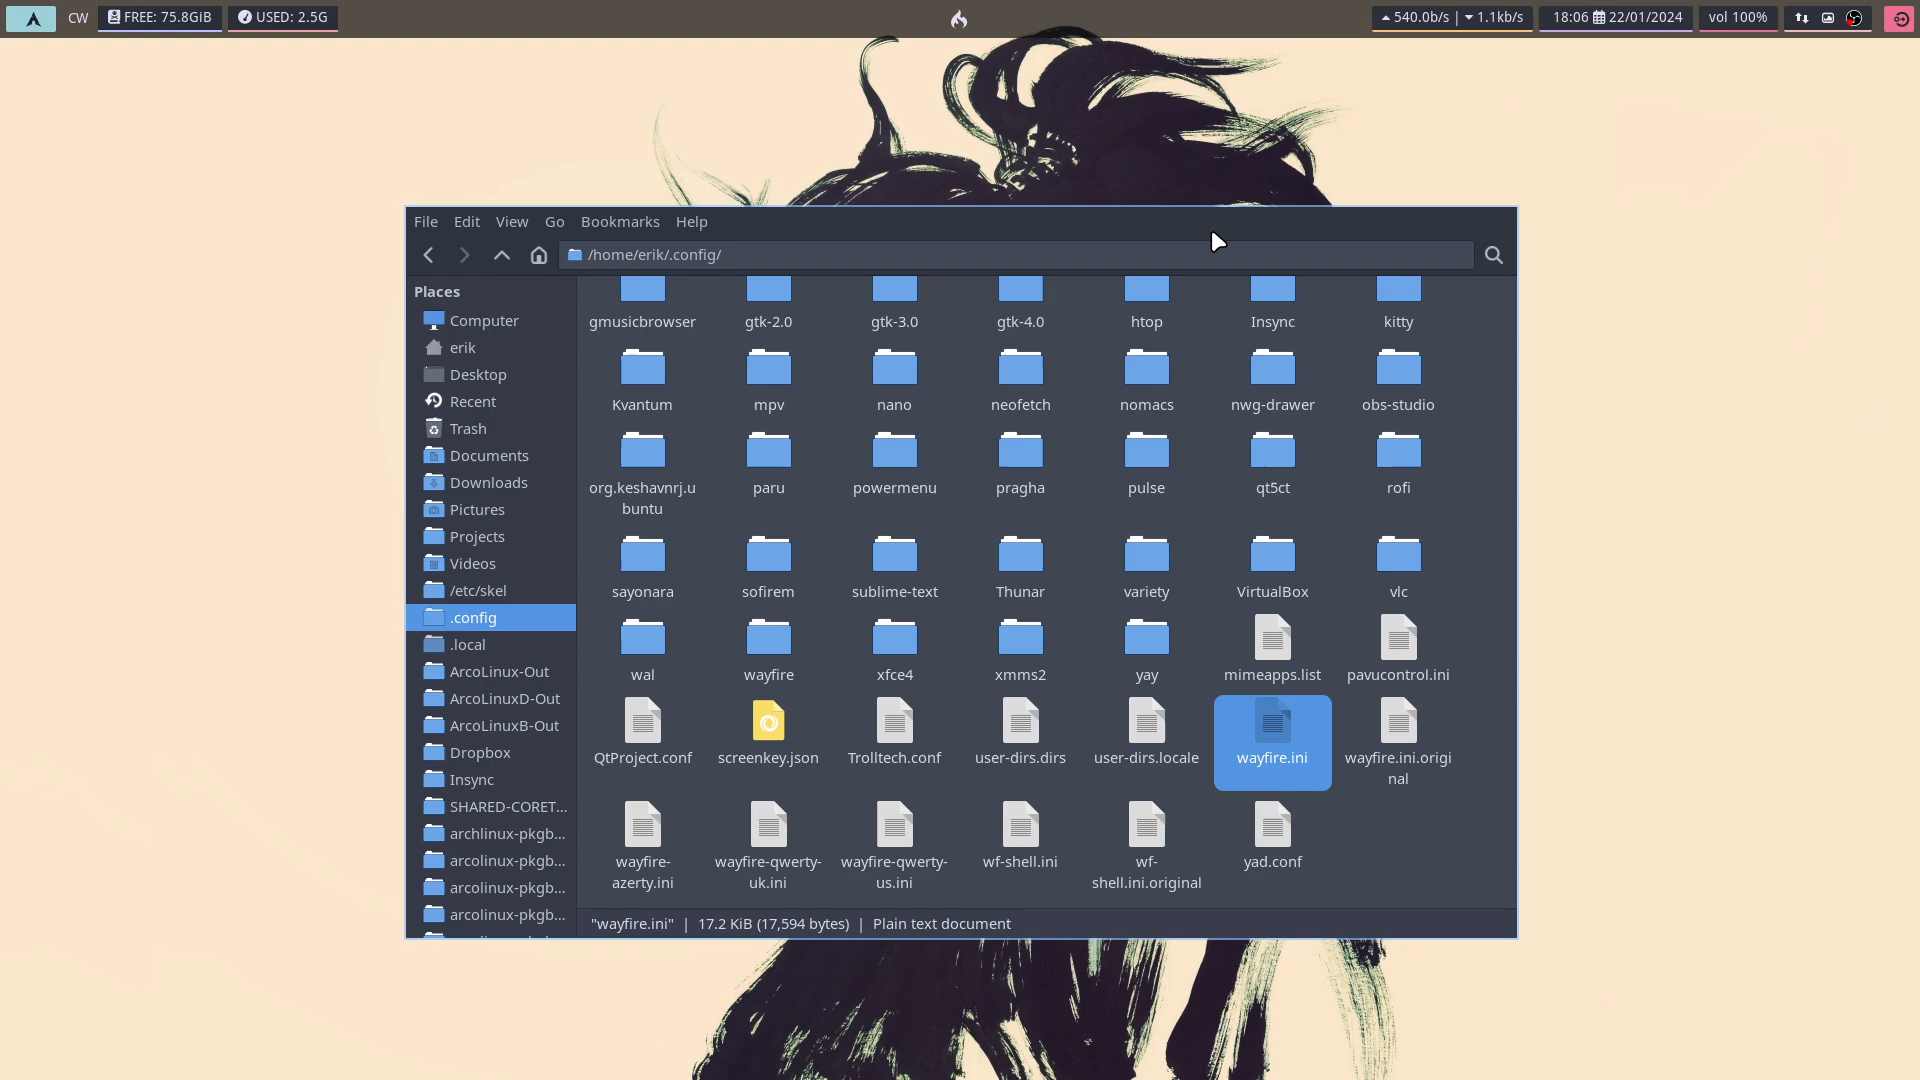 CW FREE: 75.8GIB USED: 2.5G 540.0b/s | 1.1kb/s 18:06 22/01/2024 vol 100%
File Edit View Go Bookmarks Help
/home/erik/.config/
Places
Computer
erik
Desktop
Recent
Trash
Documents
Downloads
Pictures
Projects
Videos
/etc/skel
.config
.local
ArcoLinux-Out
ArcoLinuxD-Out
ArcoLinuxB-Out
Dropbox
Insync
SHARED-CORET...
archlinux-pkgb...
arcolinux-pkgb...
arcolinux-pkgb...
arcolinux-pkgb...
gmusicbrowser gtk-2.0 gtk-3.0 gtk-4.0 htop Insync kitty
Kvantum mpv nano neofetch nomacs nwg-drawer obs-studio
org.keshavnrj.u paru powermenu pragha pulse qt5ct rofi
buntu
sayonara sofirem sublime-text Thunar variety VirtualBox vlc
wal wayfire xfce4 xmms2 yay mimeapps.list pavucontrol.ini
QtProject.conf screenkey.json Trolltech.conf user-dirs.dirs user-dirs.locale wayfire.ini wayfire.ini.origi
nal
wayfire- wayfire-qwerty- wayfire-qwerty- wf-shell.ini wf- yad.conf
azerty.ini uk.ini us.ini shell.ini.original
"wayfire.ini" | 17.2 KiB (17,594 bytes) | Plain text document